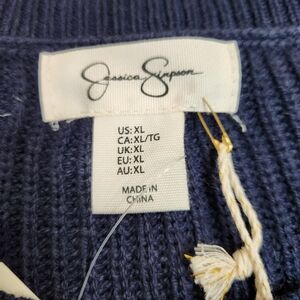 Jessica Simpson
US: XL
CA: XL/TG
UK: XL
EU: XL
AU: XL
MADE IN
CHINA